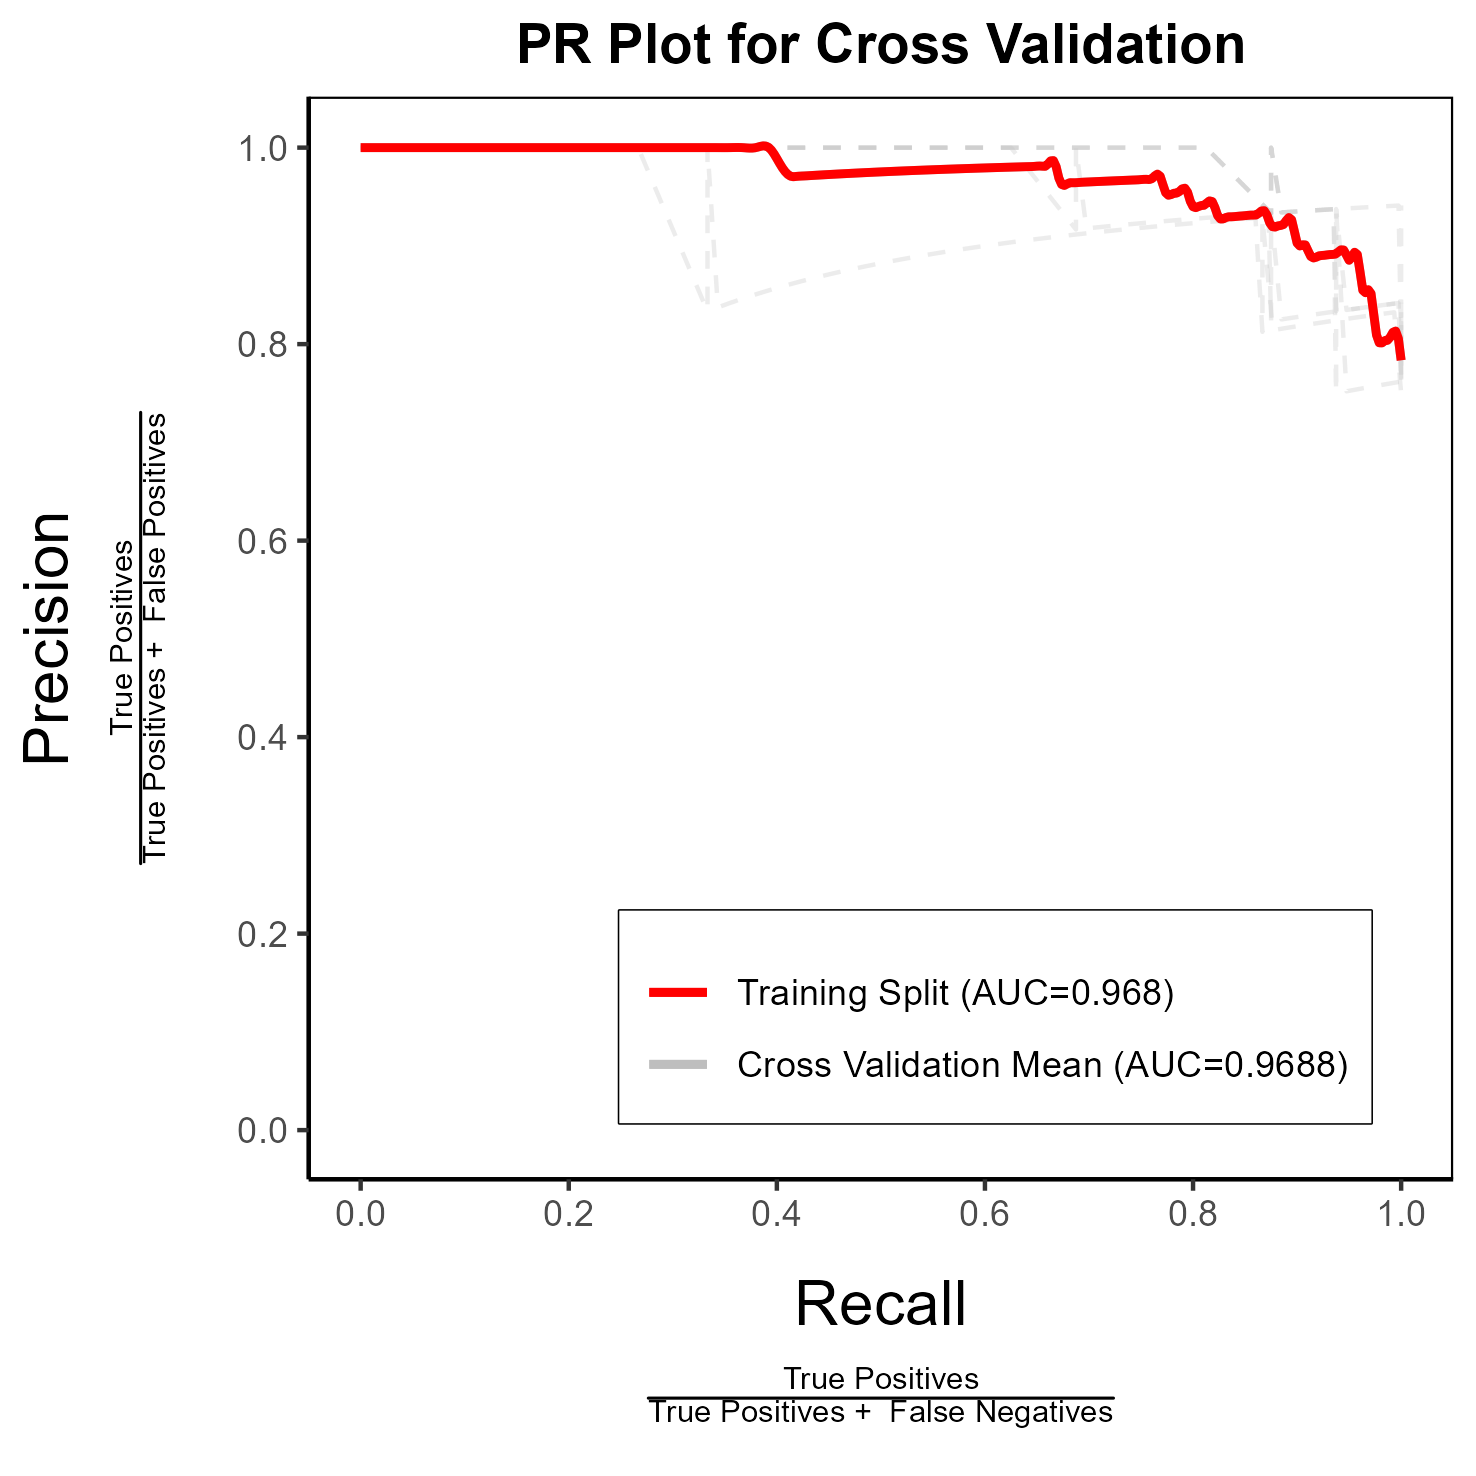 PR Plot for Cross Validation
Precision
True Positives
True Positives + False Positives
1.0
0.8
0.6
0.4
0.2
0.0
Training Split (AUC=0.968)
Cross Validation Mean (AUC=0.9688)
0.0 0.2 0.4 0.6 0.8 1.0
Recall
True Positives
True Positives + False Negatives